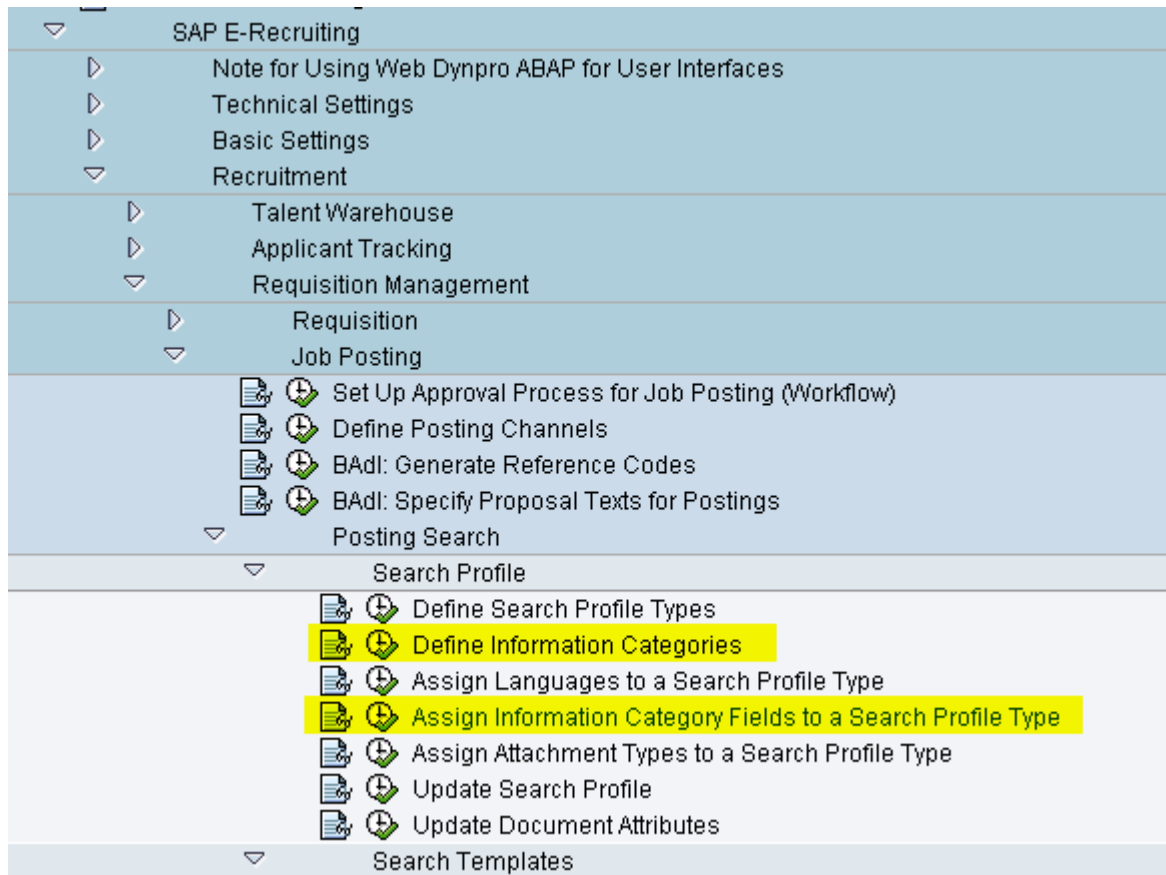 SAP E-Recruiting
Note for Using Web Dynpro ABAP for User Interfaces
Technical Settings
Basic Settings
Recruitment
Talent Warehouse
Applicant Tracking
Requisition Management
Requisition
Job Posting
Set Up Approval Process for Job Posting (Workflow)
Define Posting Channels
BAdI: Generate Reference Codes
BAdI: Specify Proposal Texts for Postings
Posting Search
Search Profile
Define Search Profile Types
Define Information Categories
Assign Languages to a Search Profile Type
Assign Information Category Fields to a Search Profile Type
Assign Attachment Types to a Search Profile Type
Update Search Profile
Update Document Attributes
Search Templates